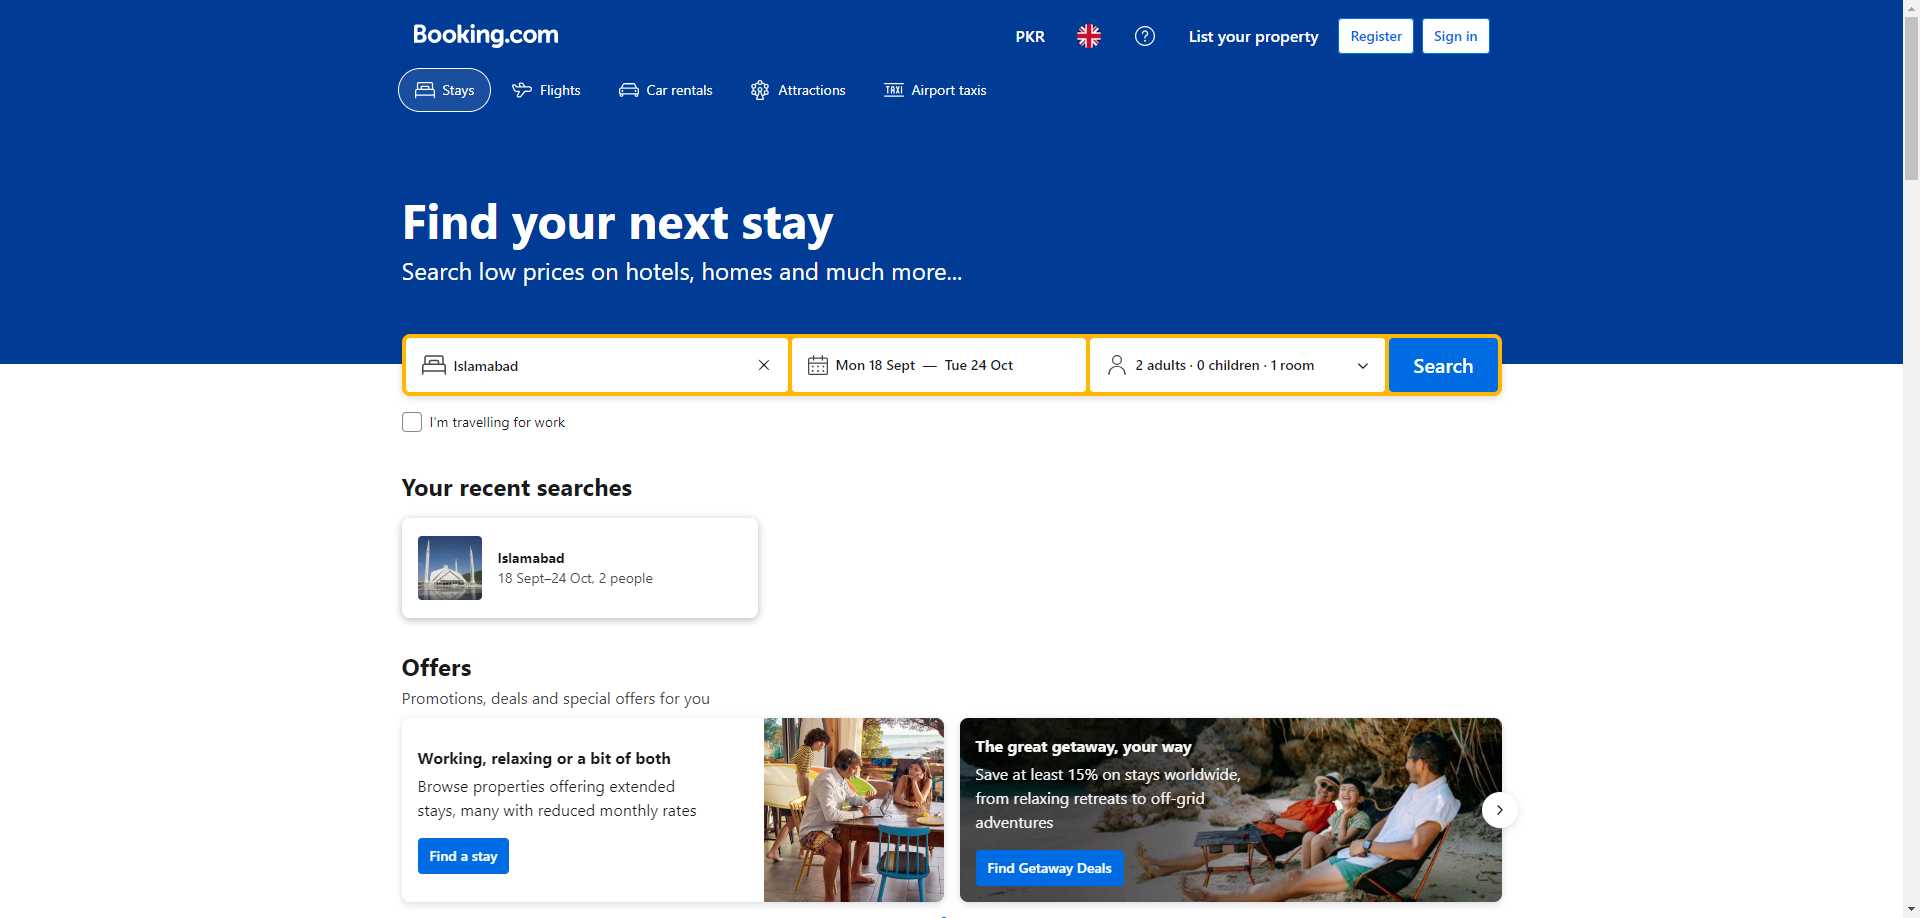 Booking.com
PKR
List your property
Register
Sign in
Stays
Flights
Car rentals
Attractions
TAXI
Airport taxis
Find your next stay
Search low prices on hotels, homes and much more...
Islamabad
Mon 18 Sept — Tue 24 Oct
2 adults · 0 children · 1 room
Search
I'm travelling for work
Your recent searches
Islamabad
18 Sept–24 Oct, 2 people
Offers
Promotions, deals and special offers for you
Working, relaxing or a bit of both
Browse properties offering extended
stays, many with reduced monthly rates
Find a stay
The great getaway, your way
Save at least 15% on stays worldwide,
from relaxing retreats to off-grid
adventures
Find Getaway Deals